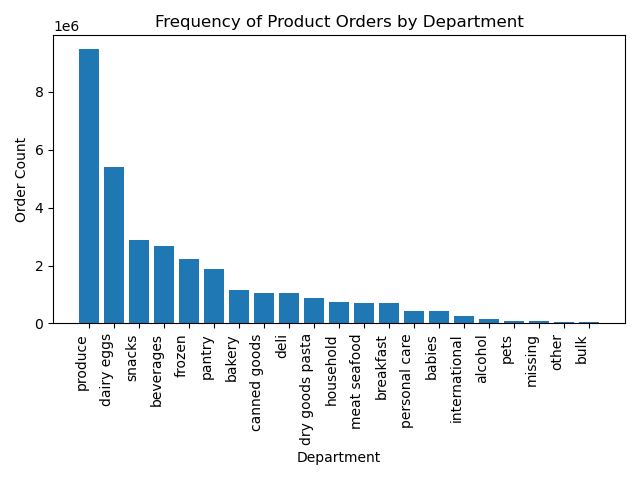 Frequency of Product Orders by Department
1e6
8
6
4
2
0
Order Count
produce
dairy eggs
snacks
beverages
frozen
pantry
bakery
canned goods
deli
dry goods pasta
household
meat seafood
breakfast
personal care
babies
international
alcohol
pets
missing
other
bulk
Department